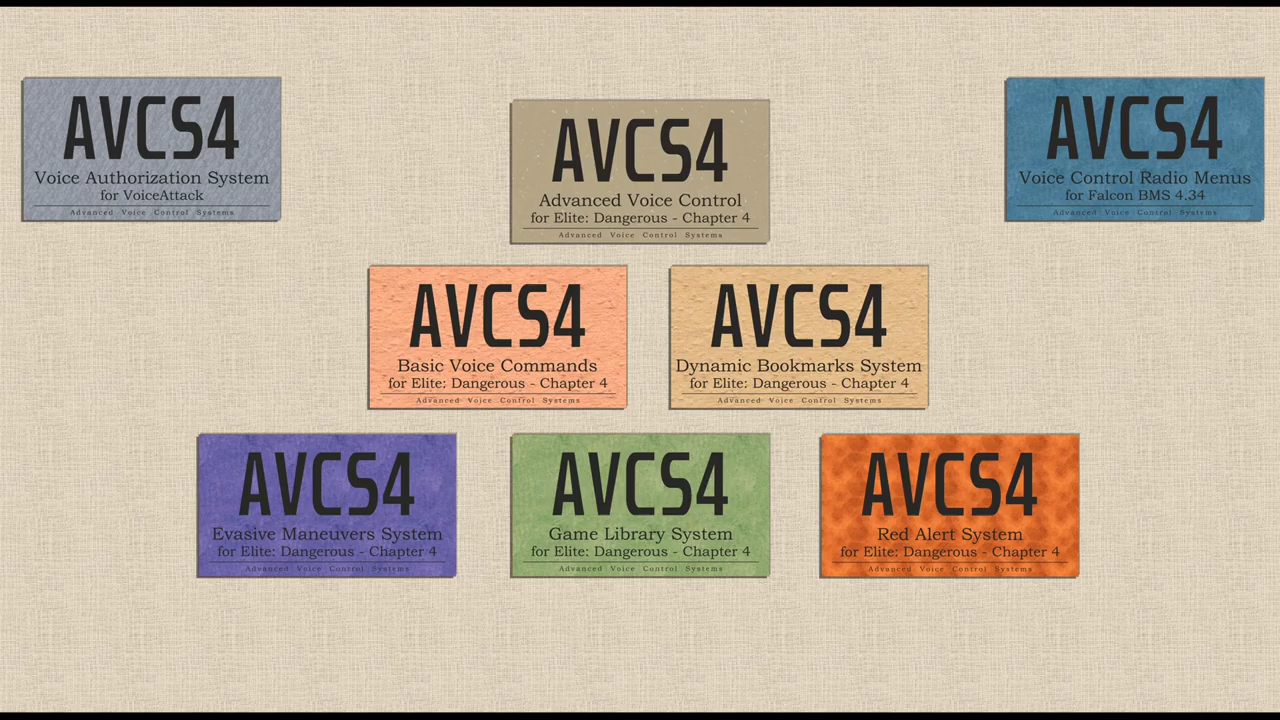 AVCS4
Voice Authorization System
for VoiceAttack
Advanced Voice Control Systems
AVCS4
Advanced Voice Control
for Elite: Dangerous - Chapter 4
Advanced Voice Control Systems
AVCS4
Voice Control Radio Menus
for Falcon BMS 4.34
Advanced Voice Control Systems
AVCS4
Basic Voice Commands
for Elite: Dangerous - Chapter 4
Advanced Voice Control Systems
AVCS4
Dynamic Bookmarks System
for Elite: Dangerous - Chapter 4
Advanced Voice Control Systems
AVCS4
Evasive Maneuvers System
for Elite: Dangerous - Chapter 4
Advanced Voice Control Systems
AVCS4
Game Library System
for Elite: Dangerous - Chapter 4
Advanced Voice Control Systems
AVCS4
Red Alert System
for Elite: Dangerous - Chapter 4
Advanced Voice Control Systems